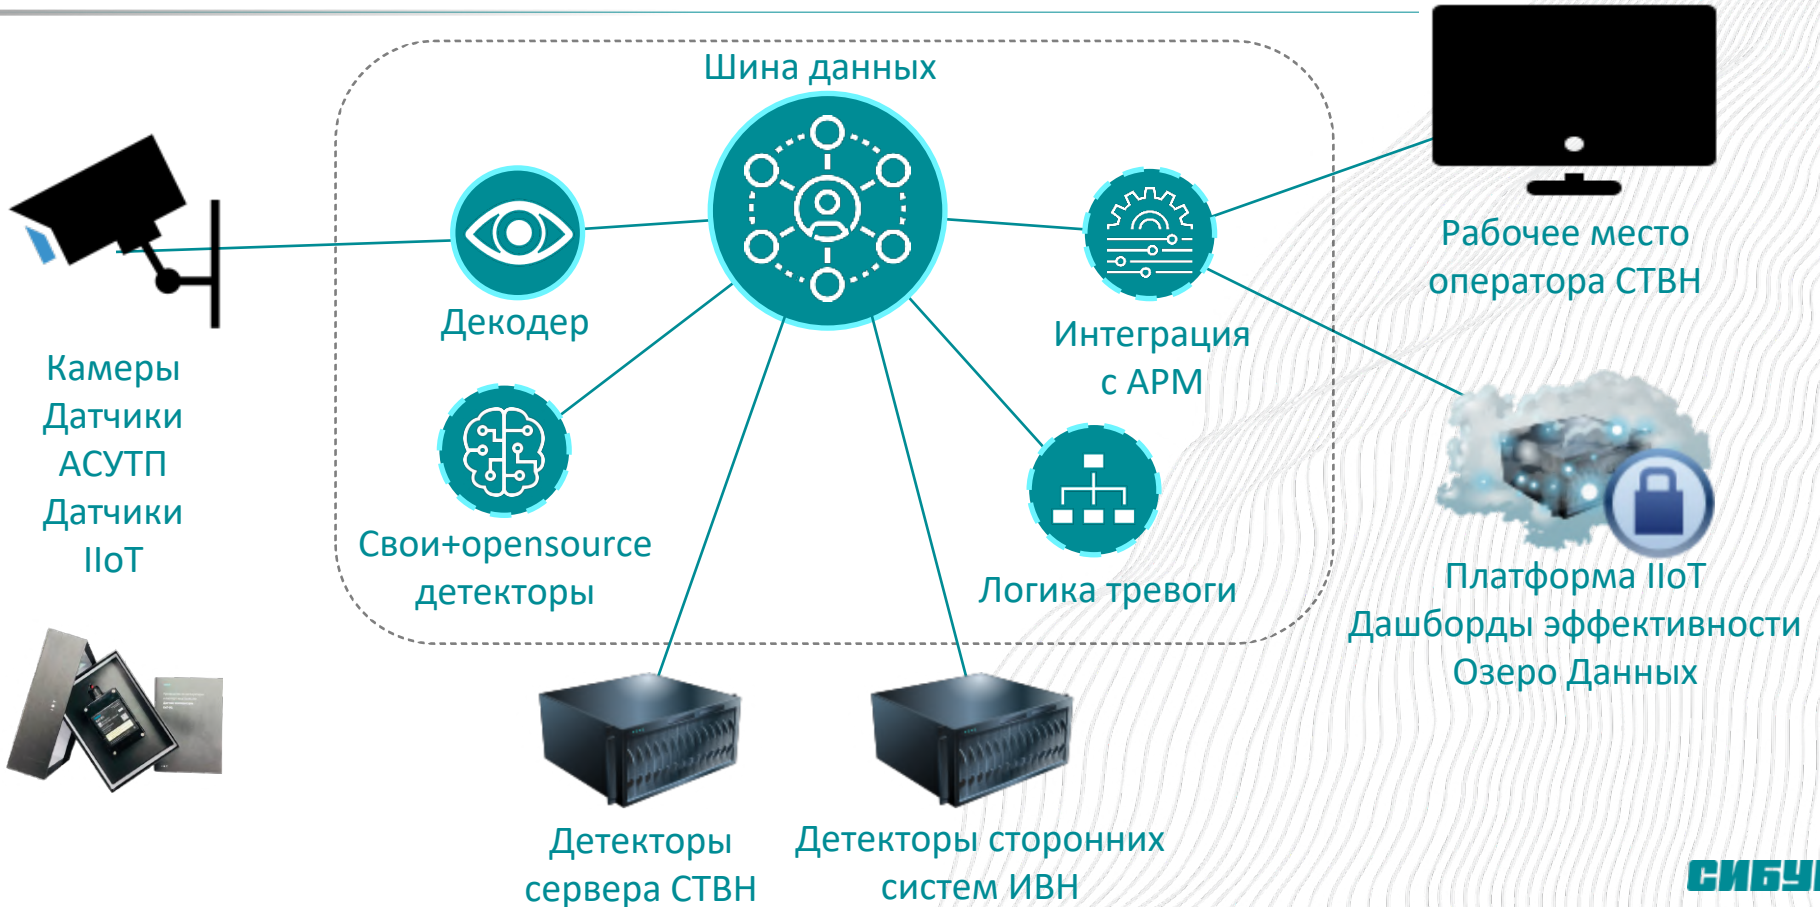 Шина данных
Декодер
Интеграция
с АРМ
Рабочее место
оператора СТВН
Камеры
Датчики
АСУТП
Датчики
IIoT
Свои+opensource
детекторы
Логика тревоги
Платформа IIoT
Дашборды эффективности
Озеро Данных
Детекторы
сервера СТВН
Детекторы сторонних
систем ИВН